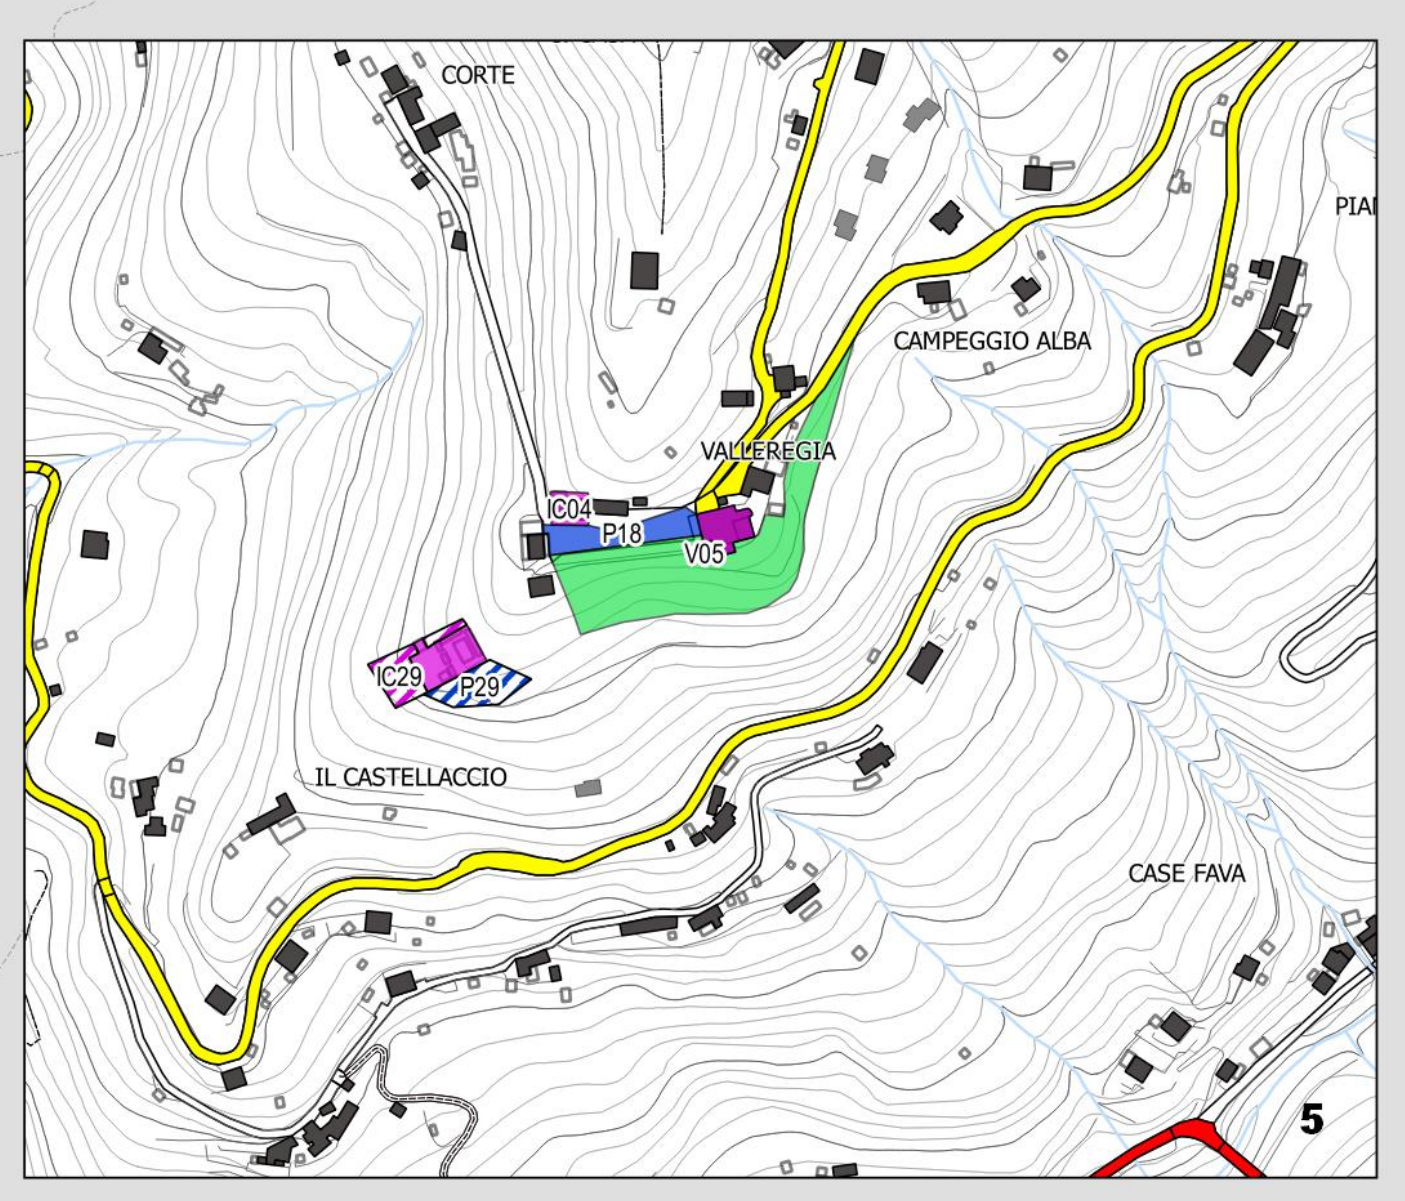 CORTE
PIA
CAMPEGGIO ALBA
VALLEREGIA
IC04
P18
V05
IC29
P29
IL CASTELLACCIO
CASE FAVA
5